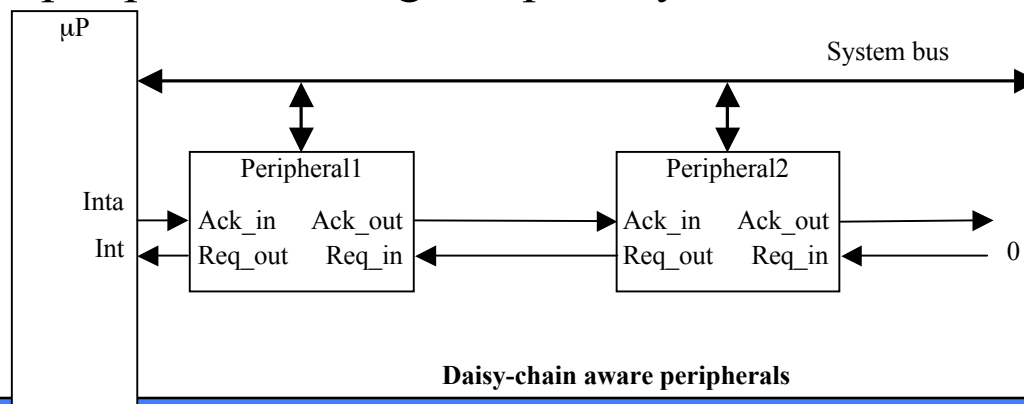 μP
System bus
Peripheral1
Peripheral2
Inta
Ack_in Ack_out
Ack_in Ack_out
Int
Req_out Req_in
Req_out Req_in
0
Daisy-chain aware peripherals